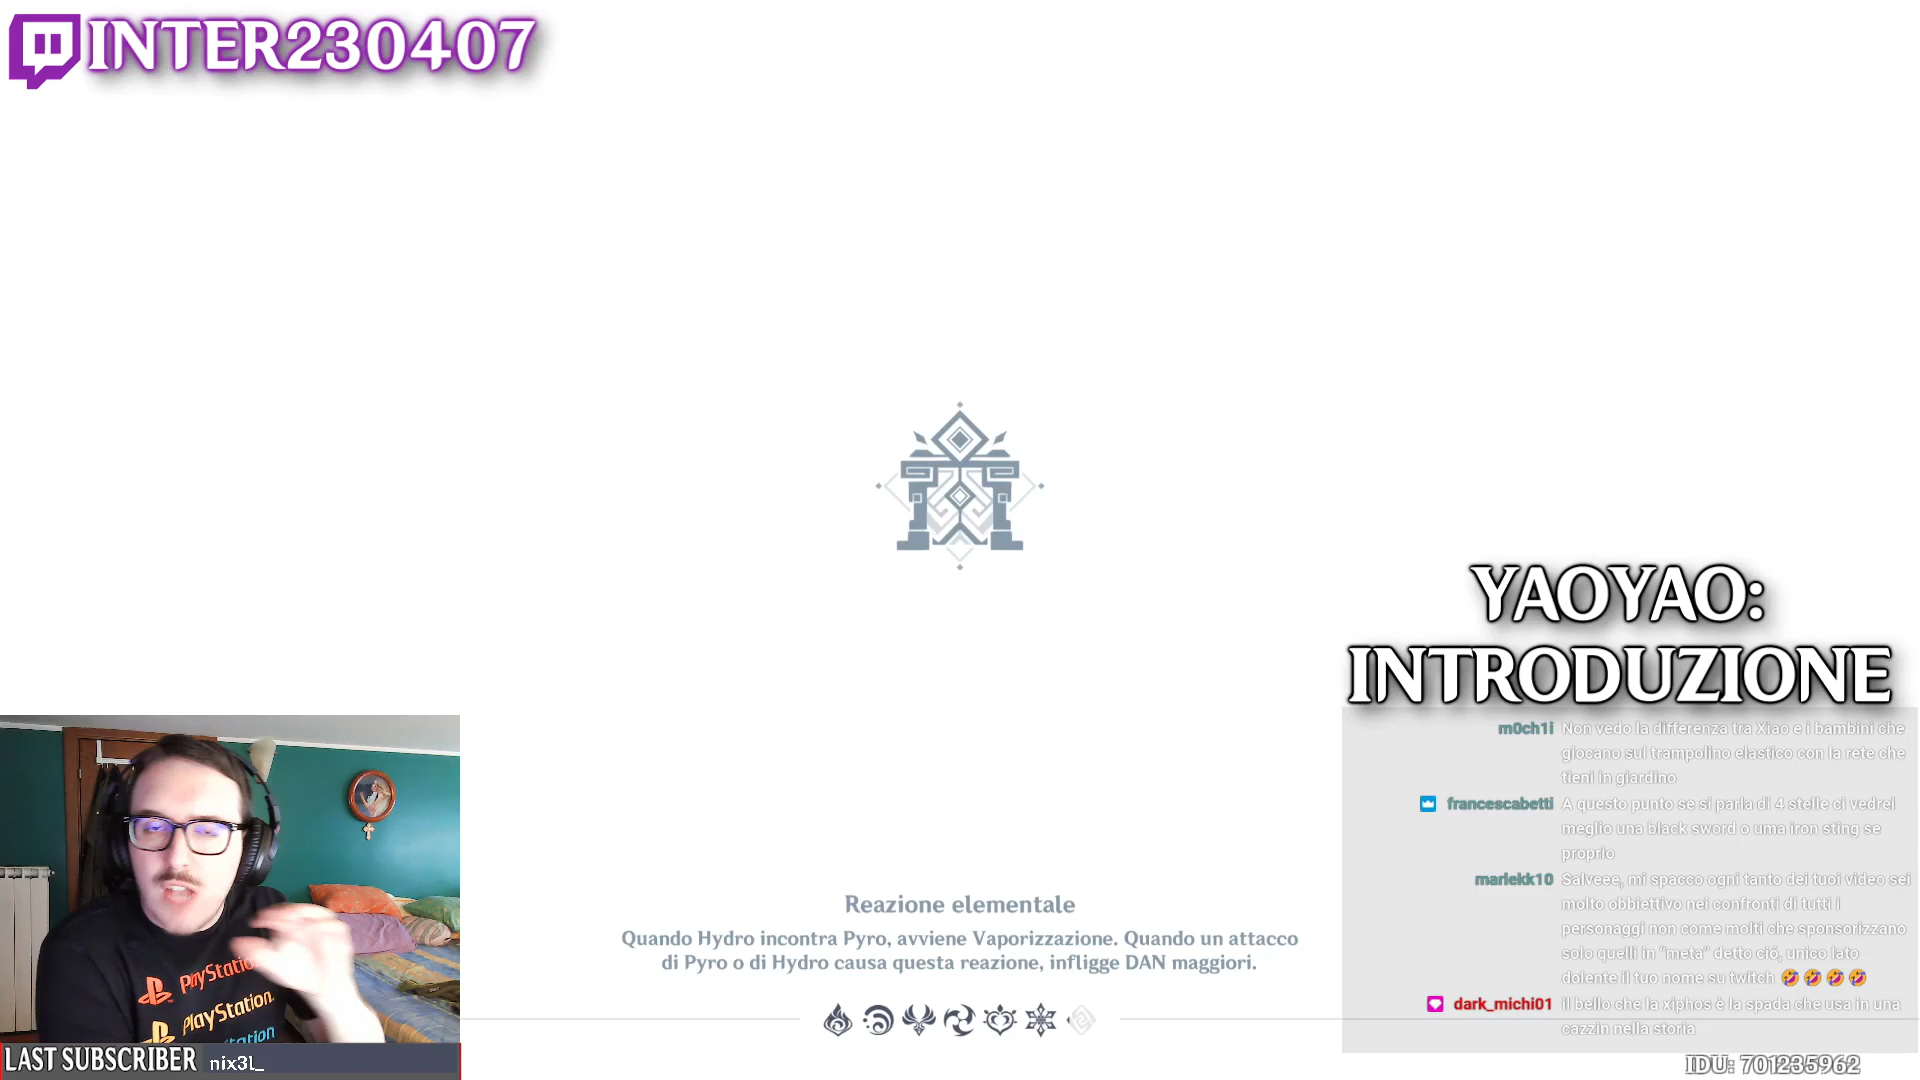 INTER230407
YAOYAO:
INTRODUZIONE
m0ch1i Non vedo la differenza tra Xiao e i bambini che
giocano sul trampolino elastico con la rete che
tieni in giardino
francescabetti A questo punto se si parla di 4 stelle ci vedrei
meglio una black sword o uma iron sting se
proprio
mariekk10 Salveee, mi spacco ogni tanto dei tuoi video sei
molto obbiettivo nei confronti di tutti i
personaggi non come molti che sponsorizzano
solo quelli in "meta" detto ciò, unico lato
dolente il tuo nome su twitch 🤣 🤣 🤣 🤣
dark_michi01 il bello che la xiphos è la spada che usa in una
cazzin nella storia
Reazione elementale
Quando Hydro incontra Pyro, avviene Vaporizzazione. Quando un attacco
di Pyro o di Hydro causa questa reazione, infligge DAN maggiori.
PlayStation
PlayStation
Station
LAST SUBSCRIBER nix3l_
IDU: 701235962